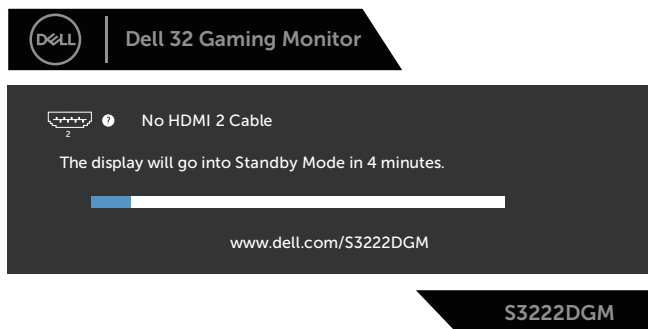 DELL
Dell 32 Gaming Monitor
? No HDMI 2 Cable
2
The display will go into Standby Mode in 4 minutes.
www.dell.com/S3222DGM
S3222DGM